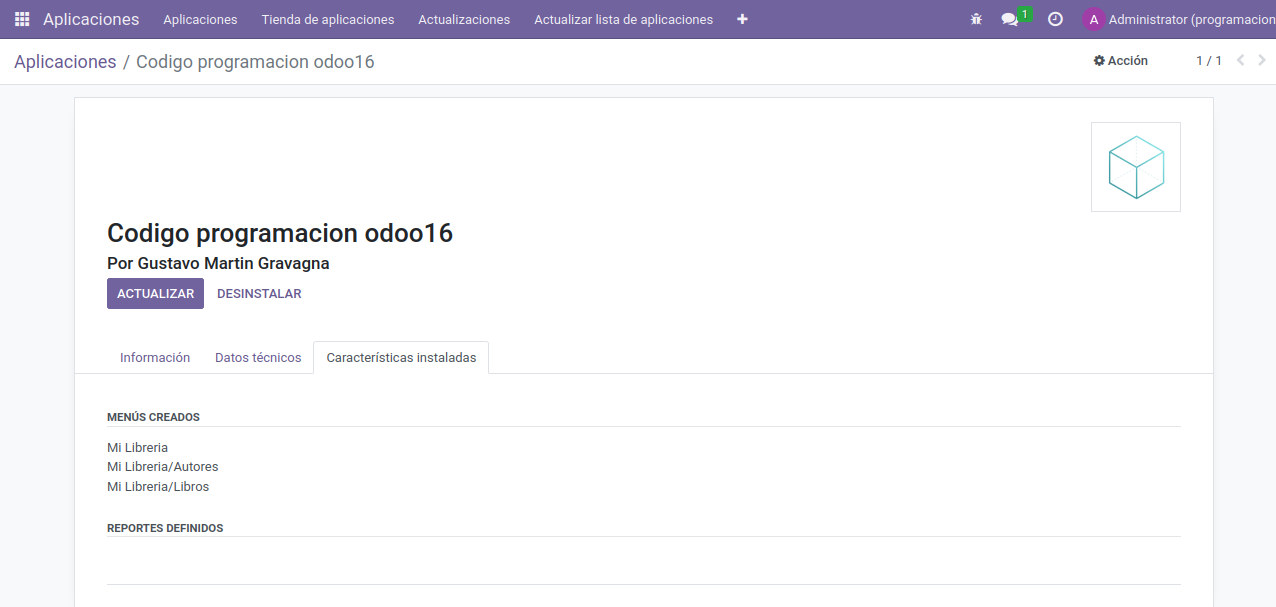 Aplicaciones Aplicaciones Tienda de aplicaciones Actualizaciones Actualizar lista de aplicaciones 1 A Administrator (programacion
Aplicaciones / Codigo programacion odoo16 Acción 1 / 1
Codigo programacion odoo16
Por Gustavo Martin Gravagna
ACTUALIZAR DESINSTALAR
Información Datos técnicos Características instaladas
MENÚS CREADOS
Mi Libreria
Mi Libreria/Autores
Mi Libreria/Libros
REPORTES DEFINIDOS